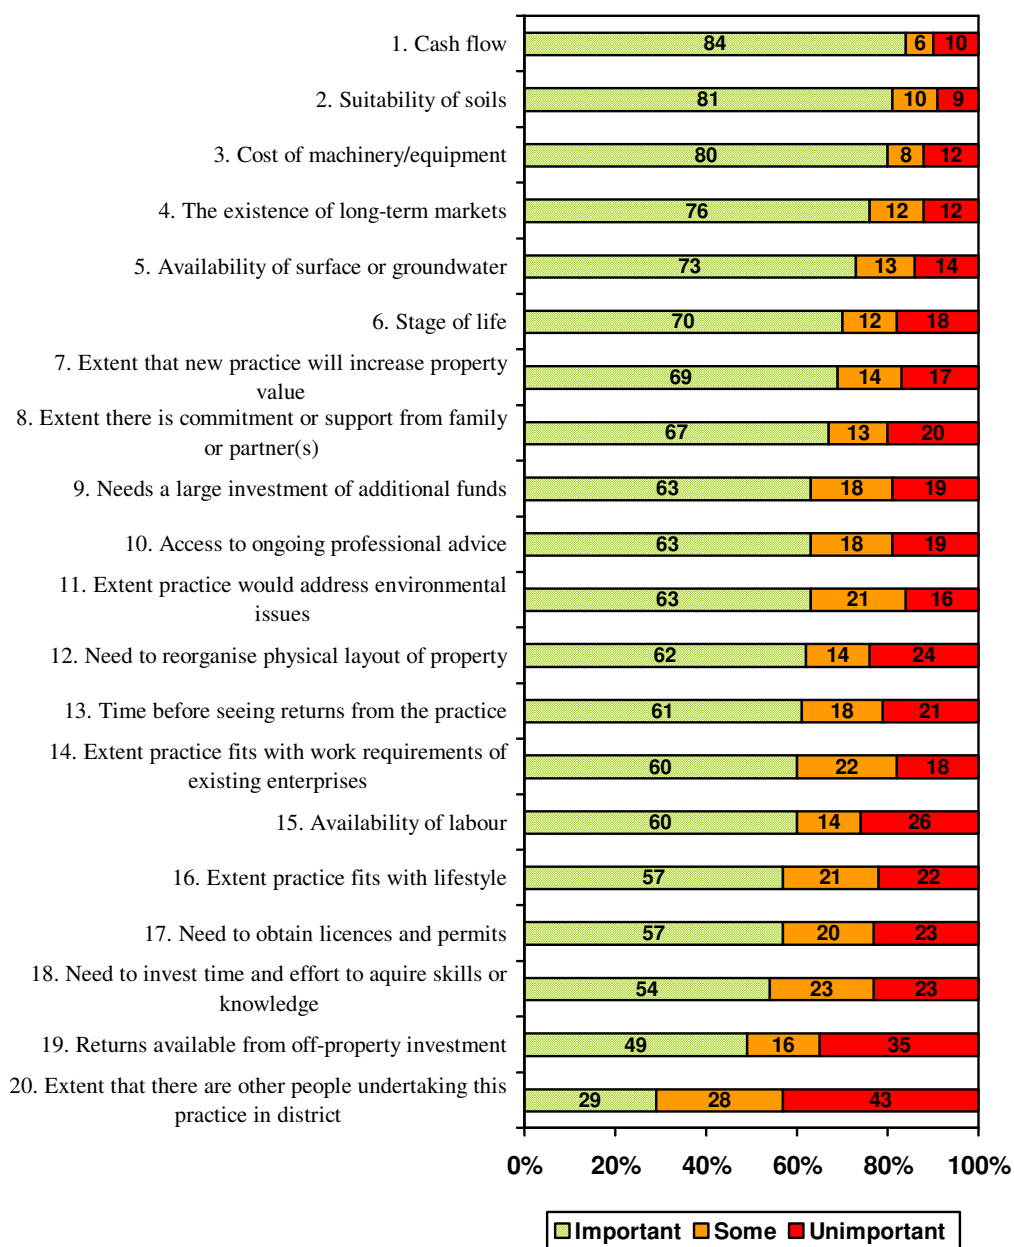 1. Cash flow
84 6 10
2. Suitability of soils
81 10 9
3. Cost of machinery/equipment
80 8 12
4. The existence of long-term markets
76 12 12
5. Availability of surface or groundwater
73 13 14
6. Stage of life
70 12 18
7. Extent that new practice will increase property
value
69 14 17
8. Extent there is commitment or support from family
or partner(s)
67 13 20
9. Needs a large investment of additional funds
63 18 19
10. Access to ongoing professional advice
63 18 19
11. Extent practice would address environmental
issues
63 21 16
12. Need to reorganise physical layout of property
62 14 24
13. Time before seeing returns from the practice
61 18 21
14. Extent practice fits with work requirements of
existing enterprises
60 22 18
15. Availability of labour
60 14 26
16. Extent practice fits with lifestyle
57 21 22
17. Need to obtain licences and permits
57 20 23
18. Need to invest time and effort to aquire skills or
knowledge
54 23 23
19. Returns available from off-property investment
49 16 35
20. Extent that there are other people undertaking this
practice in district
29 28 43
0% 20% 40% 60% 80% 100%
Important Some Unimportant